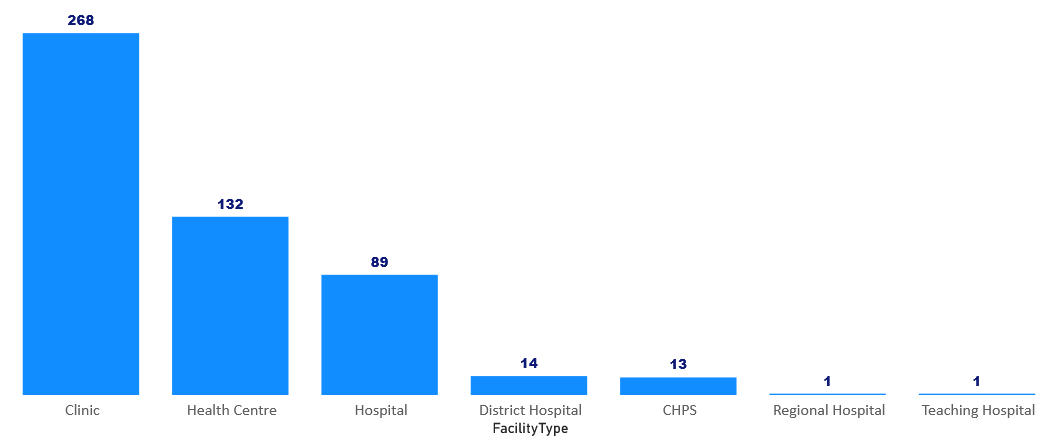 268
132
89
14
13
1
1
Clinic
Health Centre
Hospital
District Hospital
CHPS
Regional Hospital
Teaching Hospital
FacilityType